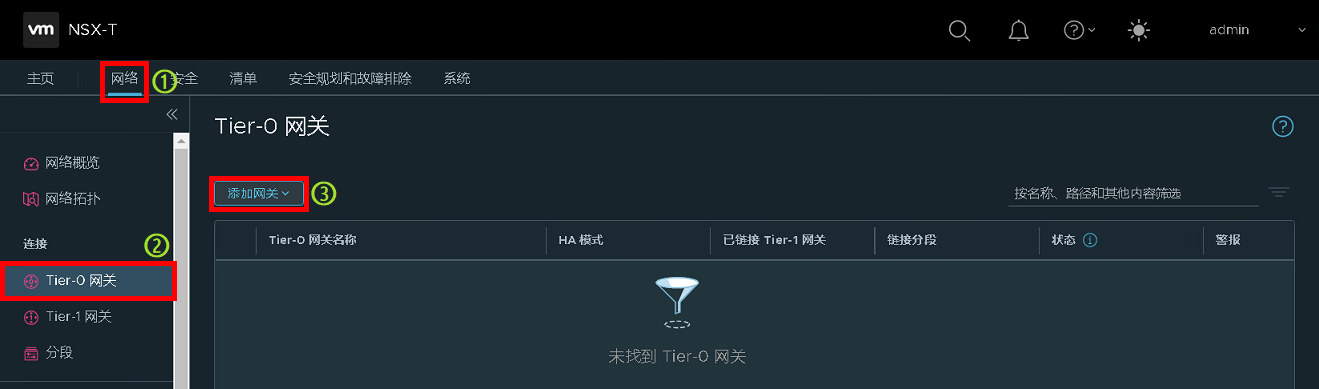 vm NSX-T admin
主页 网络 ① 安全 清单 安全规划和故障排除 系统
Tier-0 网关
网络概览
网络拓扑
添加网关 ③ 按名称、路径和其他内容筛选
连接 ②
Tier-0 网关名称 HA 模式 已链接 Tier-1 网关 链接分段 状态 警报
Tier-0 网关
Tier-1 网关
分段
未找到 Tier-0 网关